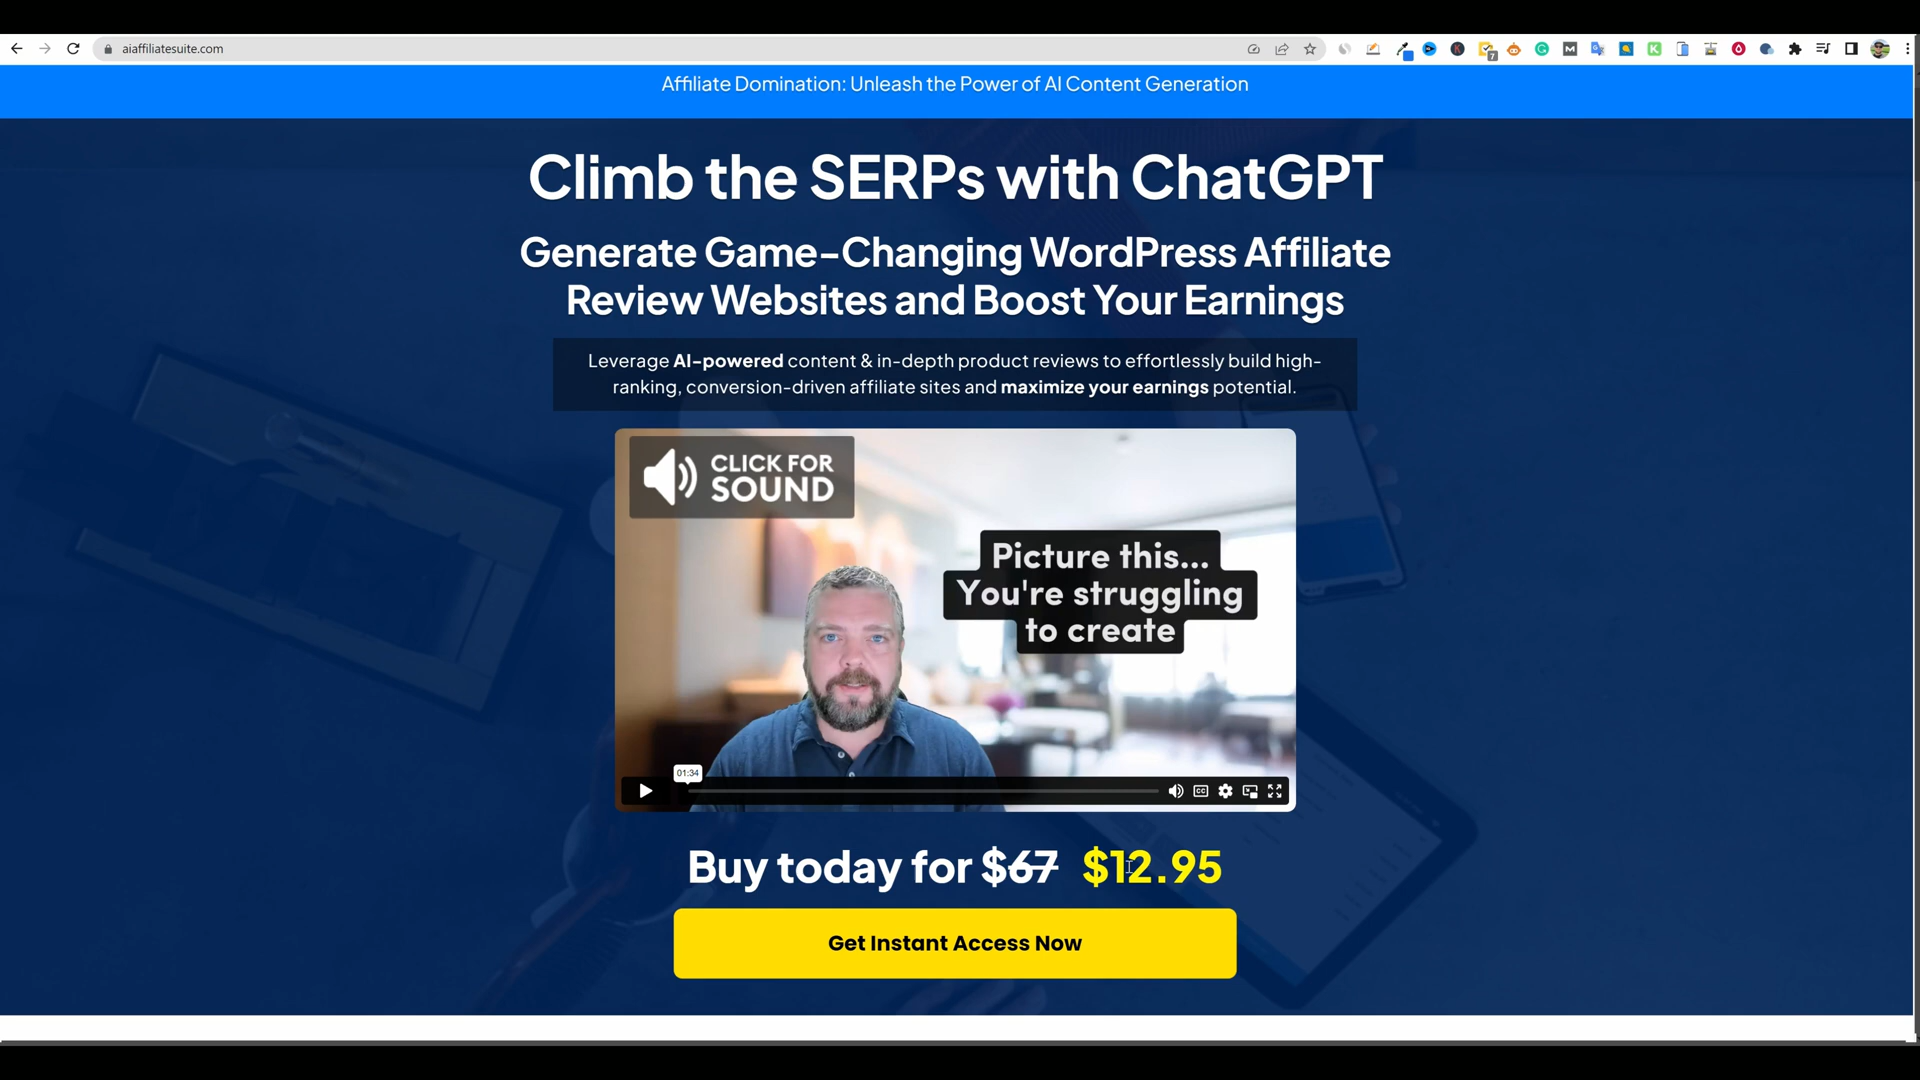 aiaffiliatesuite.com
7
Affiliate Domination: Unleash the Power of AI Content Generation
Climb the SERPs with ChatGPT
Generate Game-Changing WordPress Affiliate
Review Websites and Boost Your Earnings
Leverage AI-powered content & in-depth product reviews to effortlessly build high-
ranking, conversion-driven affiliate sites and maximize your earnings potential.
CLICK FOR
SOUND
Picture this...
You're struggling
to create
01:34
CC
Buy today for $67 $12.95
Get Instant Access Now